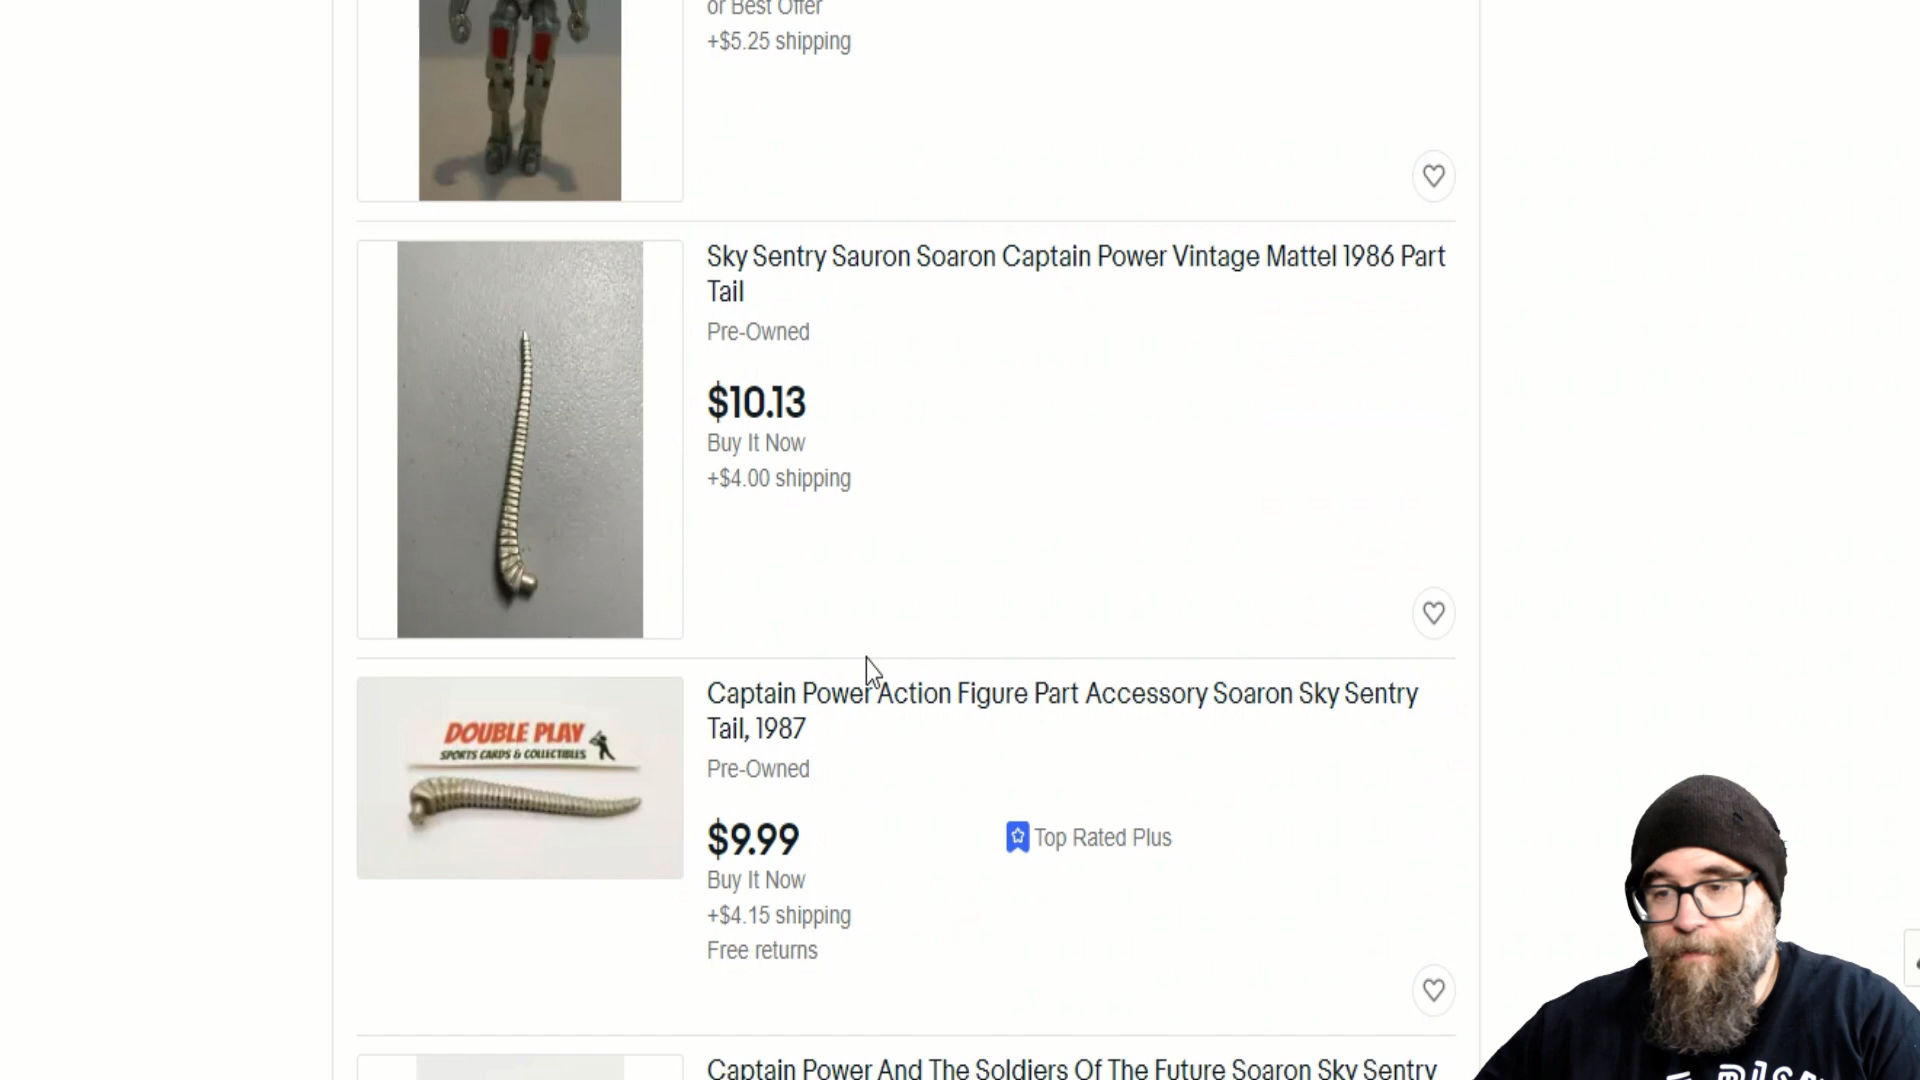 or Best Offer
+$5.25 shipping
Sky Sentry Sauron Soaron Captain Power Vintage Mattel 1986 Part
Tail
Pre-Owned
$10.13
Buy It Now
+$4.00 shipping
DOUBLE PLAY
SPORTS CARDS & COLLECTIBLES
Captain Power Action Figure Part Accessory Soaron Sky Sentry
Tail, 1987
Pre-Owned
$9.99
Top Rated Plus
Buy It Now
+$4.15 shipping
Free returns
Captain Power And The Soldiers Of The Future Soaron Sky Sentry